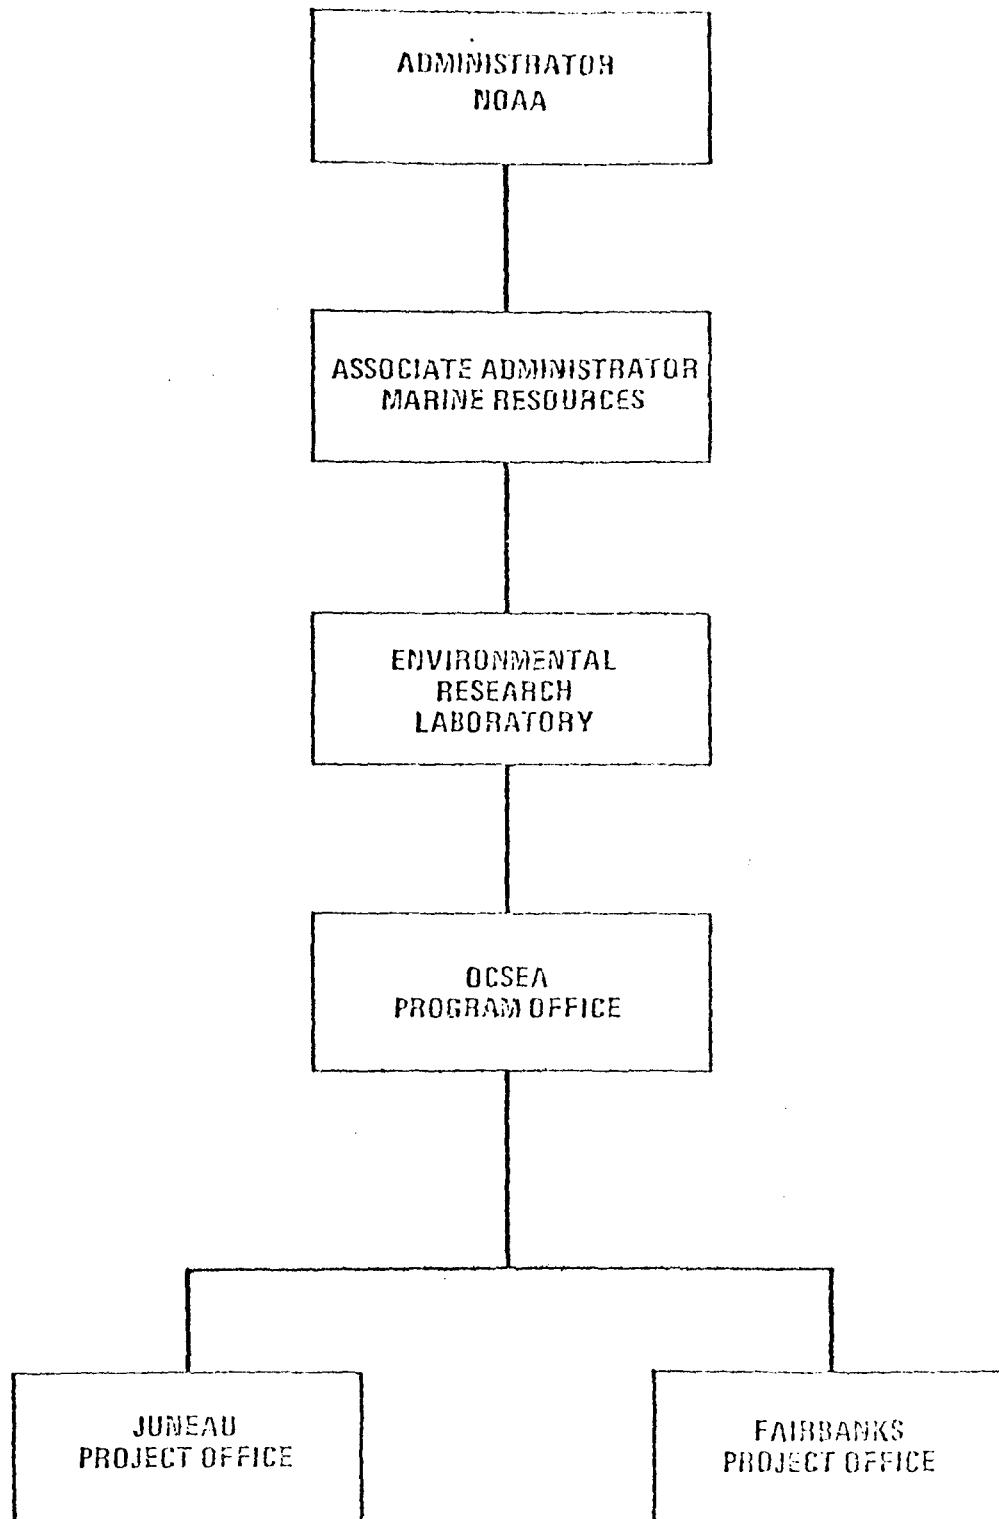 ADMINISTRATOR
NOAA
ASSOCIATE ADMINISTRATOR
MARINE RESOURCES
ENVIRONMENTAL
RESEARCH
LABORATORY
OCSEA
PROGRAM OFFICE
JUNEAU
PROJECT OFFICE
FAIRBANKS
PROJECT OFFICE